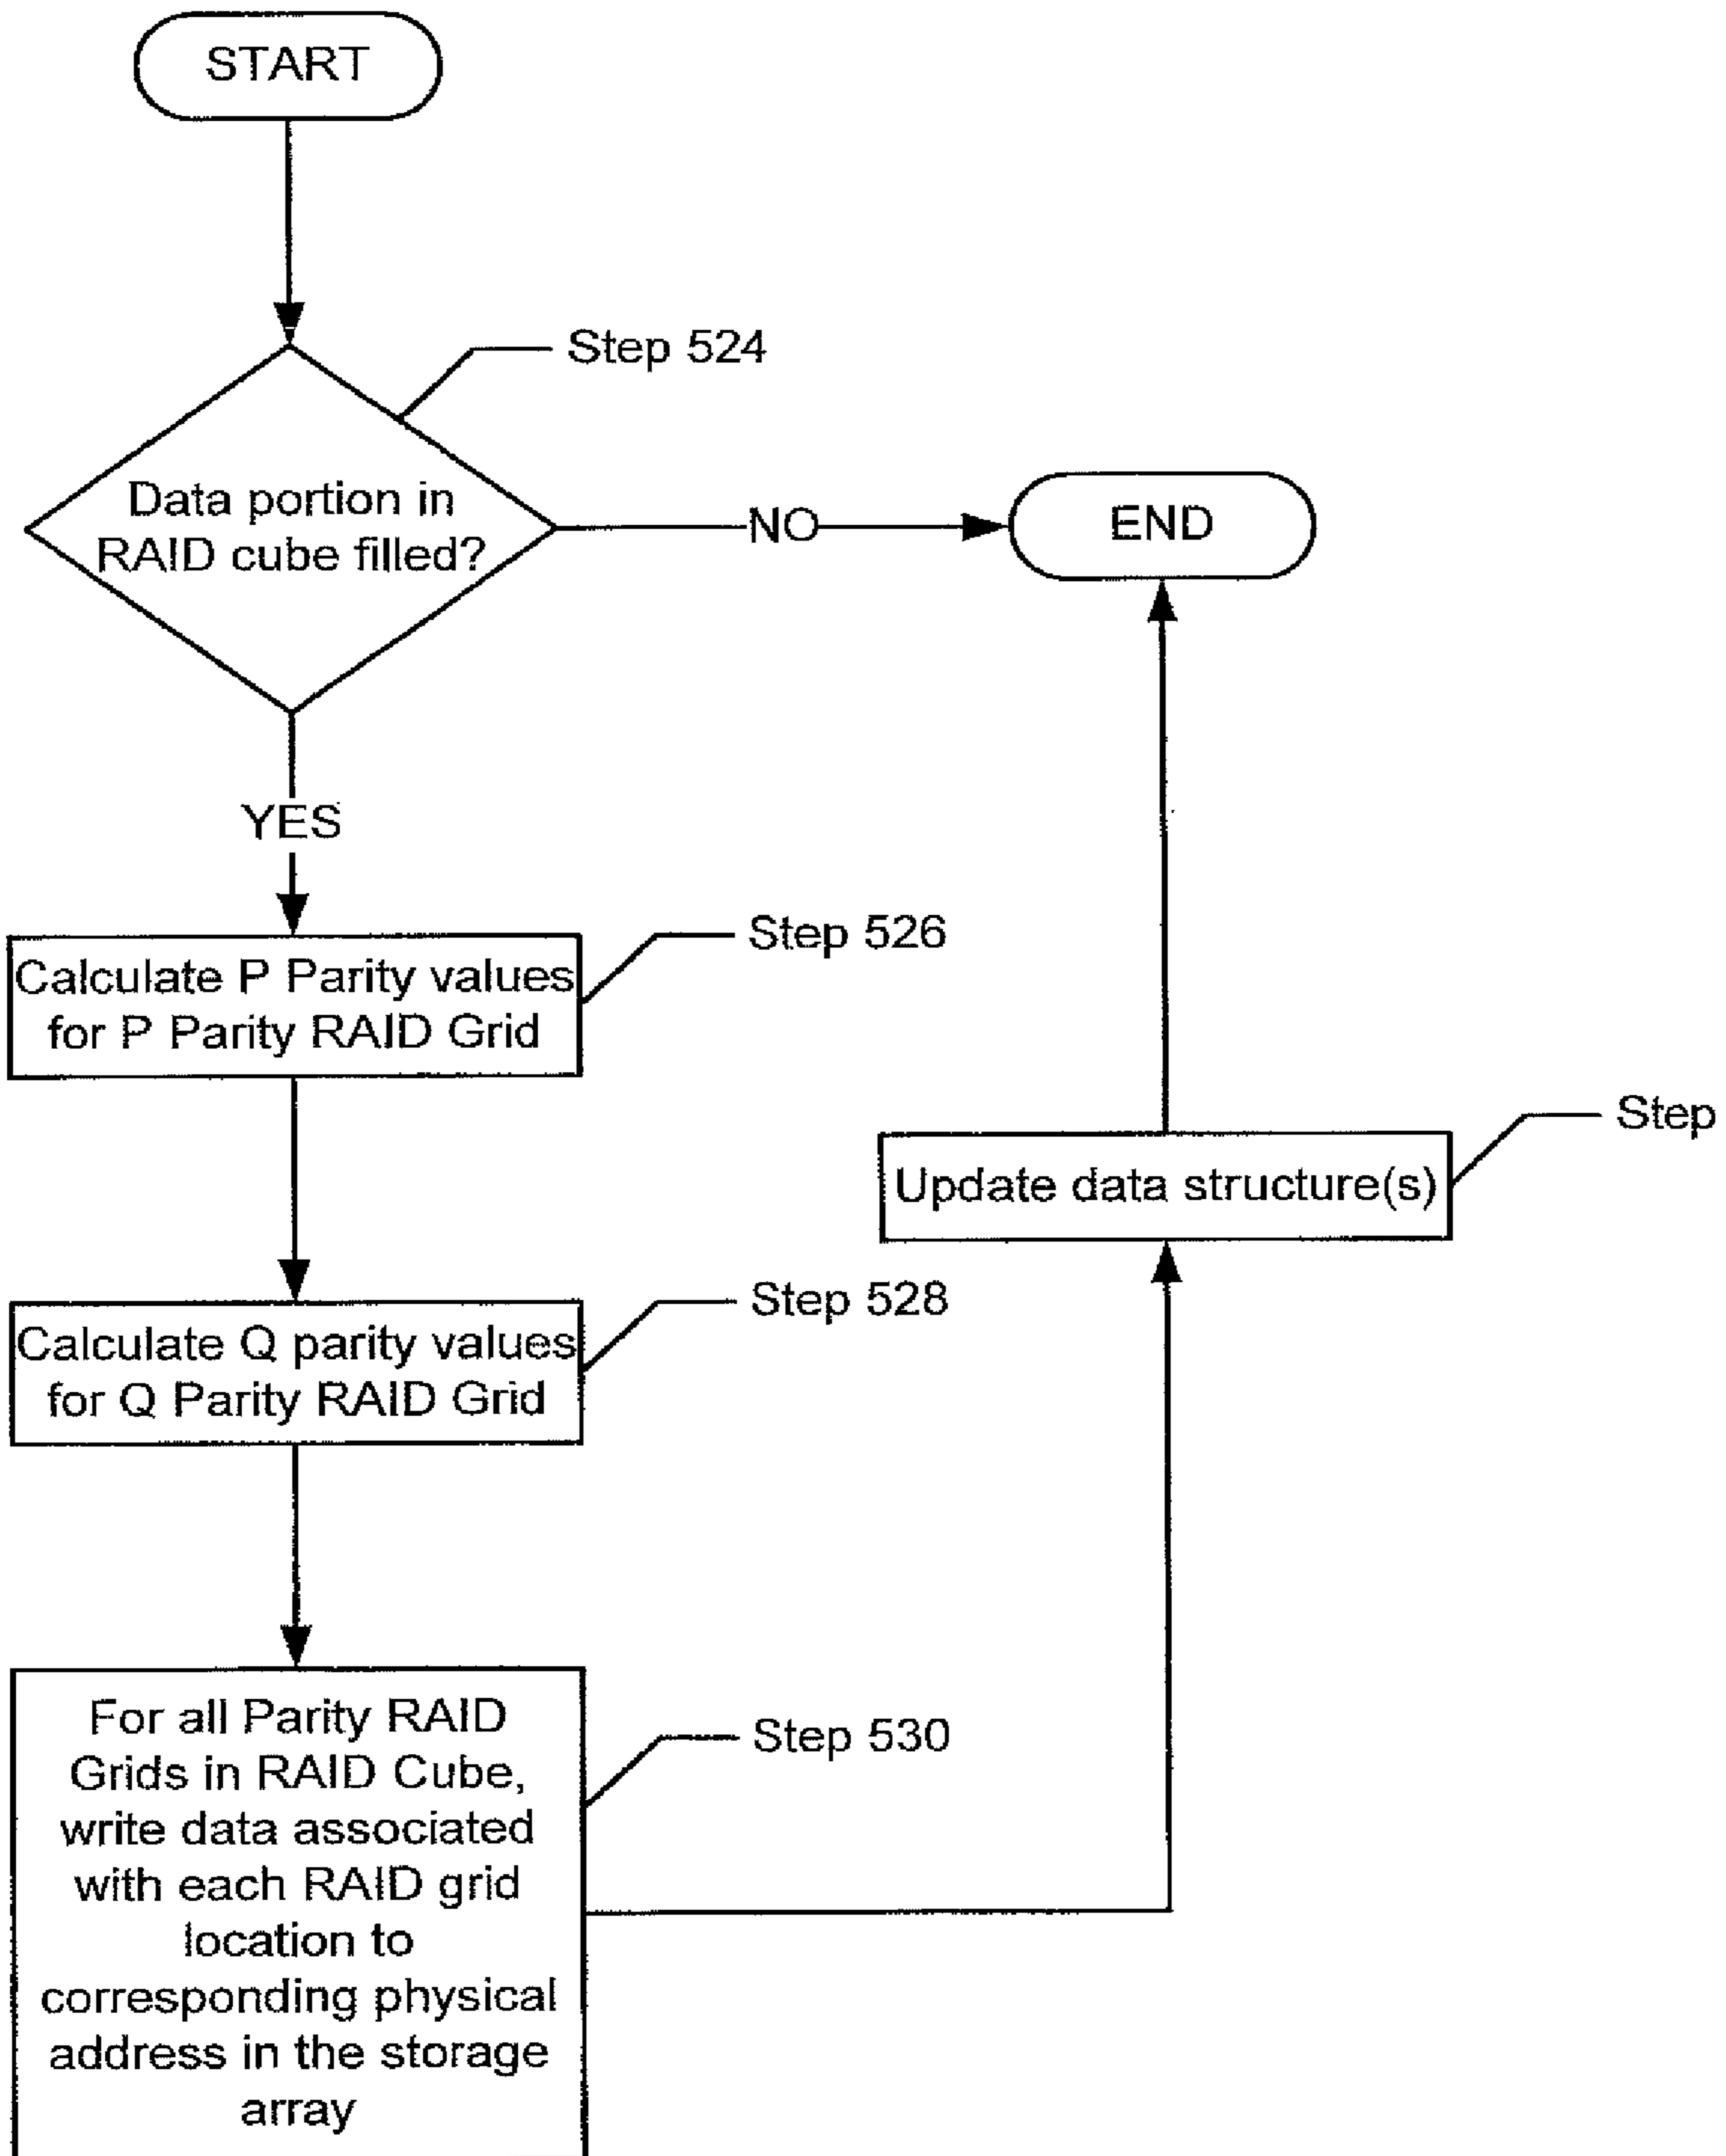 START
Step 524
Data portion in
RAID cube filled?
NO
END
YES
Step 526
Calculate P Parity values
for P Parity RAID Grid
Step
Update data structure(s)
Step 528
Calculate Q parity values
for Q Parity RAID Grid
Step 530
For all Parity RAID
Grids in RAID Cube,
write data associated
with each RAID grid
location to
corresponding physical
address in the storage
array